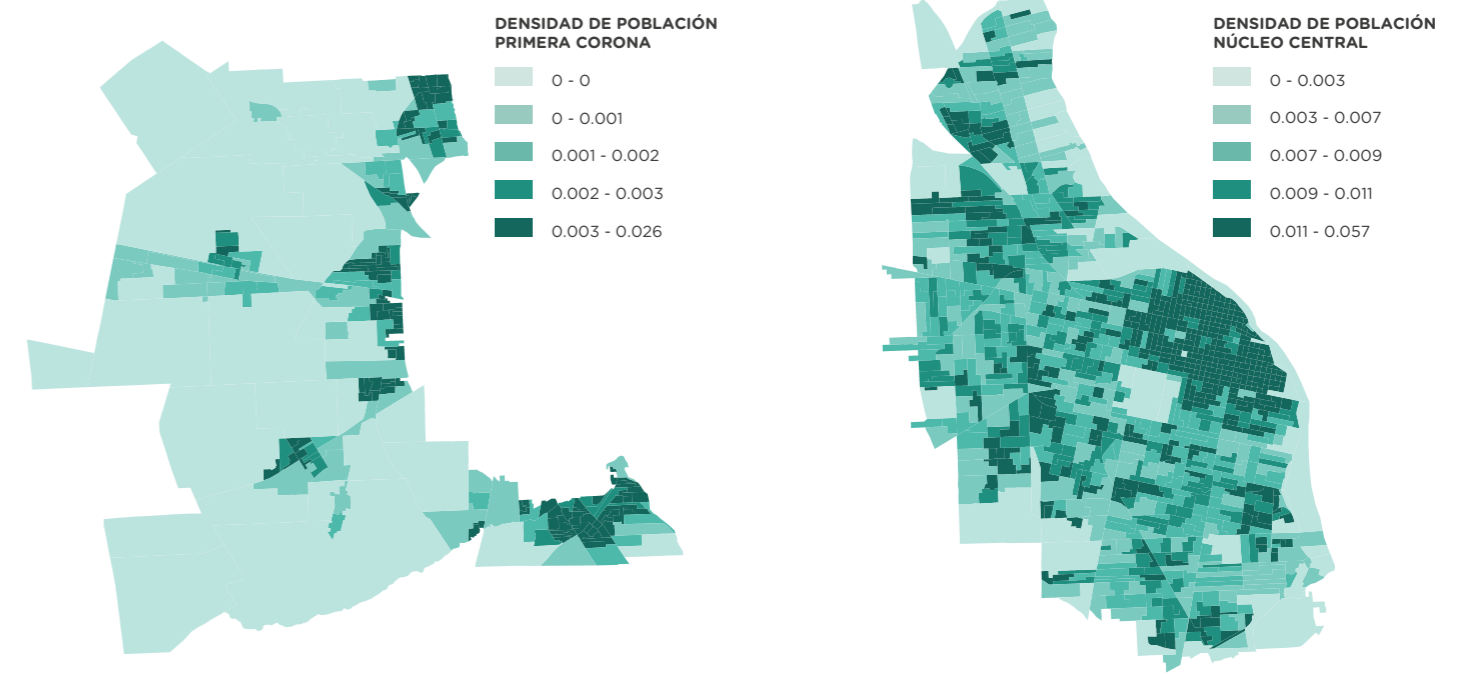 DENSIDAD DE POBLACIÓN
PRIMERA CORONA
0 - 0
0 - 0.001
0.001 - 0.002
0.002 - 0.003
0.003 - 0.026
DENSIDAD DE POBLACIÓN
NÚCLEO CENTRAL
0 - 0.003
0.003 - 0.007
0.007 - 0.009
0.009 - 0.011
0.011 - 0.057